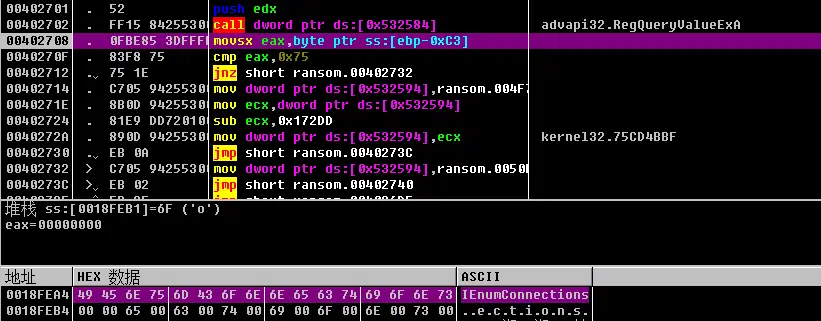 00402701 . 52 push edx
00402702 . FF15 84255300 call dword ptr ds:[0x532584] advapi32.RegQueryValueExA
00402708 . 0FBE85 3DFFFF movsx eax,byte ptr ss:[ebp-0xC3]
0040270F . 83F8 75 cmp eax,0x75
00402712 .⌄ 75 1E jnz short ransom.00402732
00402714 . C705 94255300 mov dword ptr ds:[0x532594],ransom.004F7
0040271E . 8B0D 94255300 mov ecx,dword ptr ds:[0x532594]
00402724 . 81E9 DD720100 sub ecx,0x172DD
0040272A . 890D 94255300 mov dword ptr ds:[0x532594],ecx kernel32.75CD4BBF
00402730 .⌄ EB 0A jmp short ransom.0040273C
00402732 > C705 94255300 mov dword ptr ds:[0x532594],ransom.0050
0040273C >⌄ EB 02 jmp short ransom.00402740
堆栈 ss:[0018FEB1]=6F ('o')
eax=00000000
地址 HEX 数据 ASCII
0018FEA4 49 45 6E 75 6D 43 6F 6E 6E 65 63 74 69 6F 6E 73 IEnumConnections
0018FEB4 00 00 65 00 63 00 74 00 69 00 6F 00 6E 00 73 00 ..e.c.t.i.o.n.s.